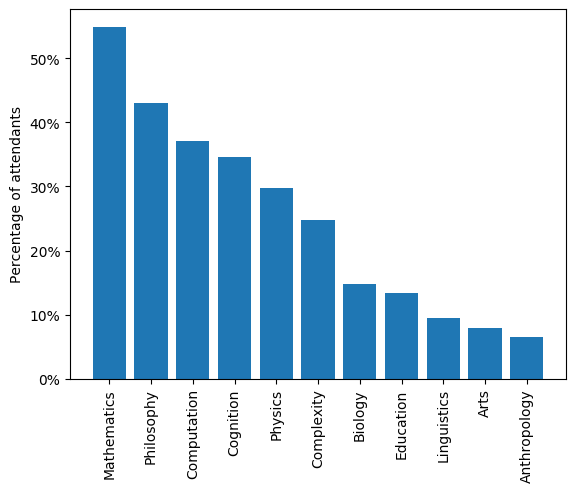 Percentage of attendants
50%
40%
30%
20%
10%
0%
Mathematics
Philosophy
Computation
Cognition
Physics
Complexity
Biology
Education
Linguistics
Arts
Anthropology